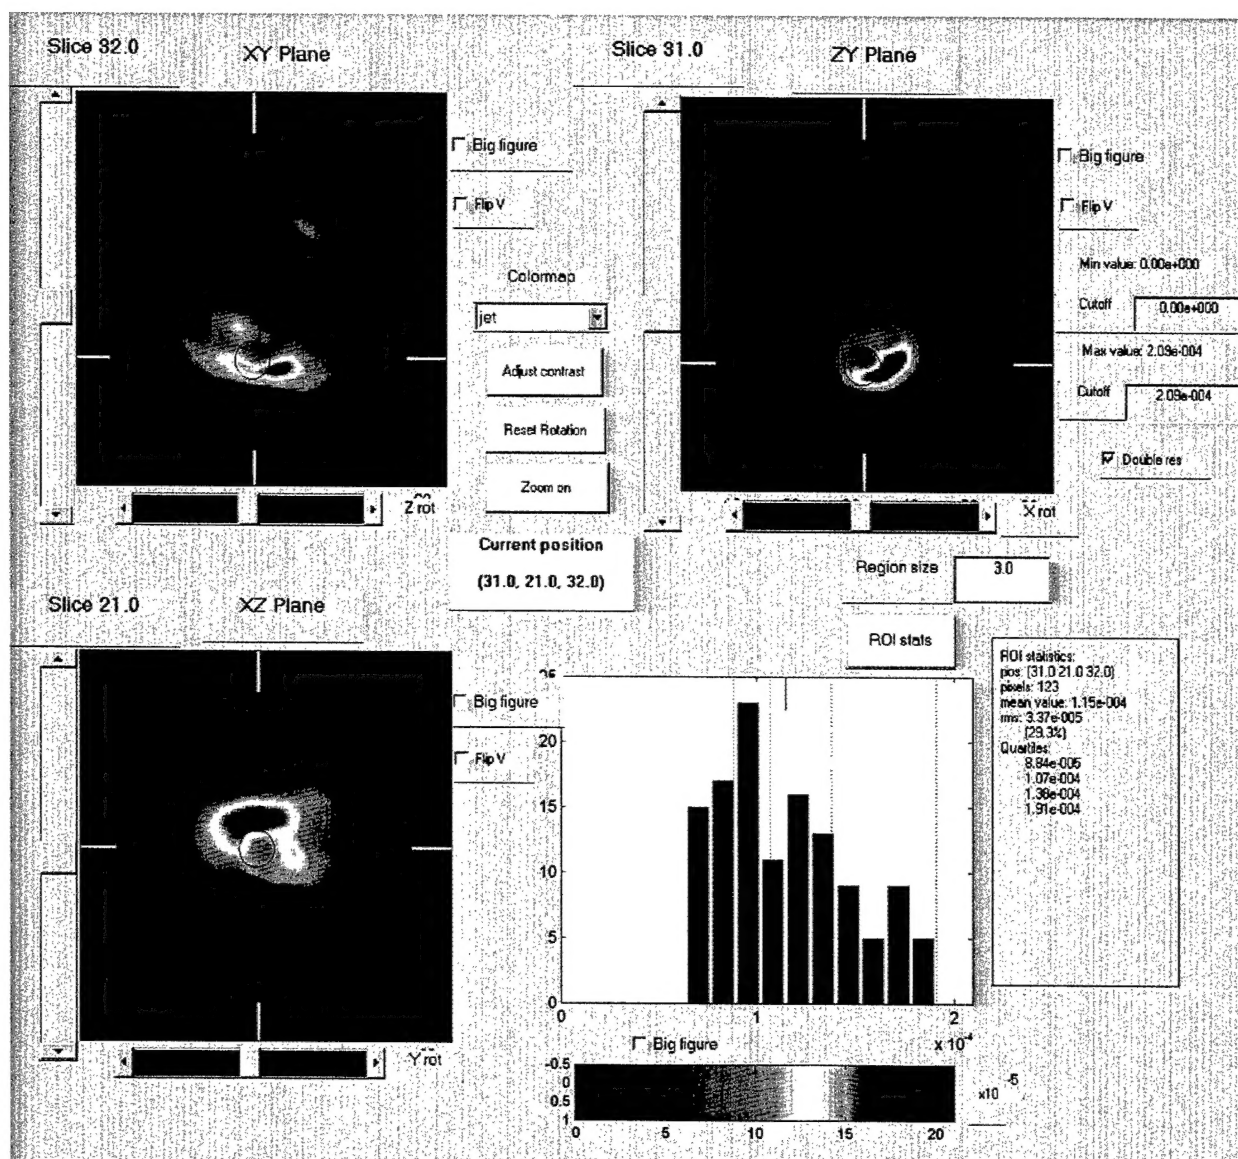 Slice 32.0
XY Plane
Big figure
Flip V
Colormap
jet
Adjust contrast
Reset Rotation
Zoom on
Z rot
Slice 31.0
ZY Plane
Big figure
Flip V
Min value: 0.00e+000
Cutoff 0.00e+000
Max value: 2.09e-004
Cutoff 2.09e-004
Double res
X rot
Current position
(31.0, 21.0, 32.0)
Region size 3.0
ROI stats
Slice 21.0
XZ Plane
Big figure
Flip V
Y rot
ROI statistics:
pos: [31.0 21.0 32.0]
pixels: 123
mean value: 1.15e-004
rms: 3.37e-005
(29.3%)
Quartiles:
8.84e-005
1.07e-004
1.38e-004
1.91e-004
20
15
10
5
0
0 1 2
x 10-4
Big figure
-0.5
0
0.5
1
0 5 10 15 20
x10 -5